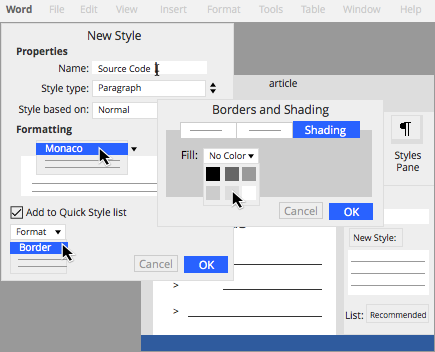 Word File Edit View Insert Format Tools Table Window Help
New Style
Properties
Name: Source Code
Style type: Paragraph
Style based on: Normal
Formatting
Monaco
Add to Quick Style list
Format
Border
Cancel OK
article
Borders and Shading
Shading
Fill: No Color
Cancel OK
Styles
Pane
New Style:
List: Recommended
>
>